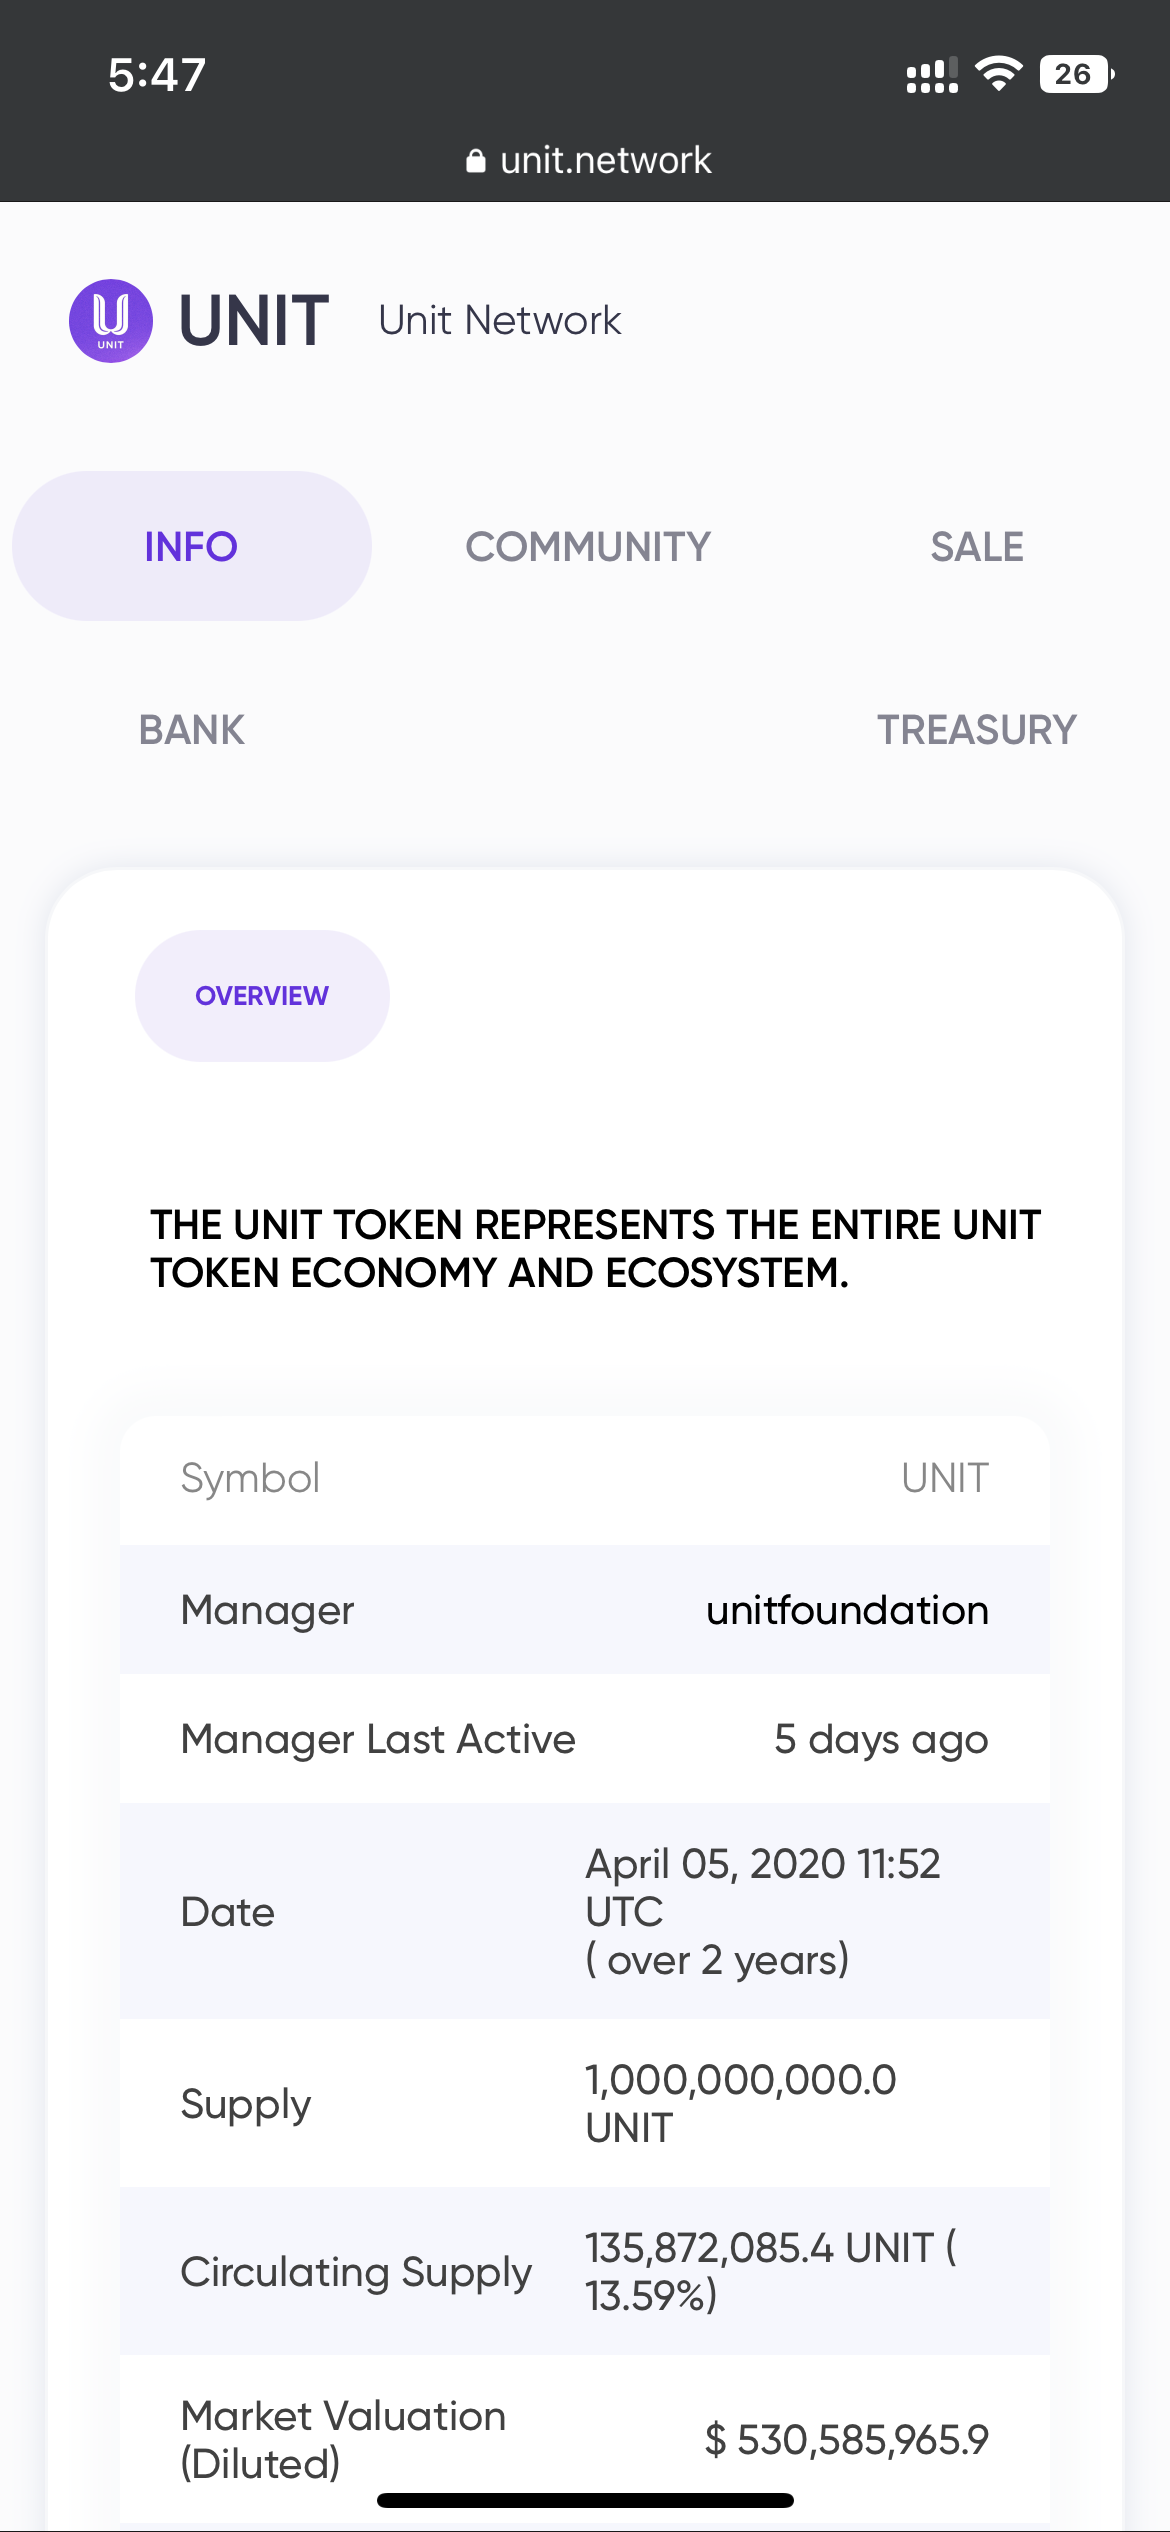 5:47
26
unit.network
UNIT
UNIT Unit Network
INFO COMMUNITY SALE
BANK TREASURY
OVERVIEW
THE UNIT TOKEN REPRESENTS THE ENTIRE UNIT
TOKEN ECONOMY AND ECOSYSTEM.
Symbol UNIT
Manager unitfoundation
Manager Last Active 5 days ago
Date
April 05, 2020 11:52
UTC
( over 2 years)
Supply
1,000,000,000.0
UNIT
Circulating Supply
135,872,085.4 UNIT (
13.59%)
Market Valuation
(Diluted)
$ 530,585,965.9